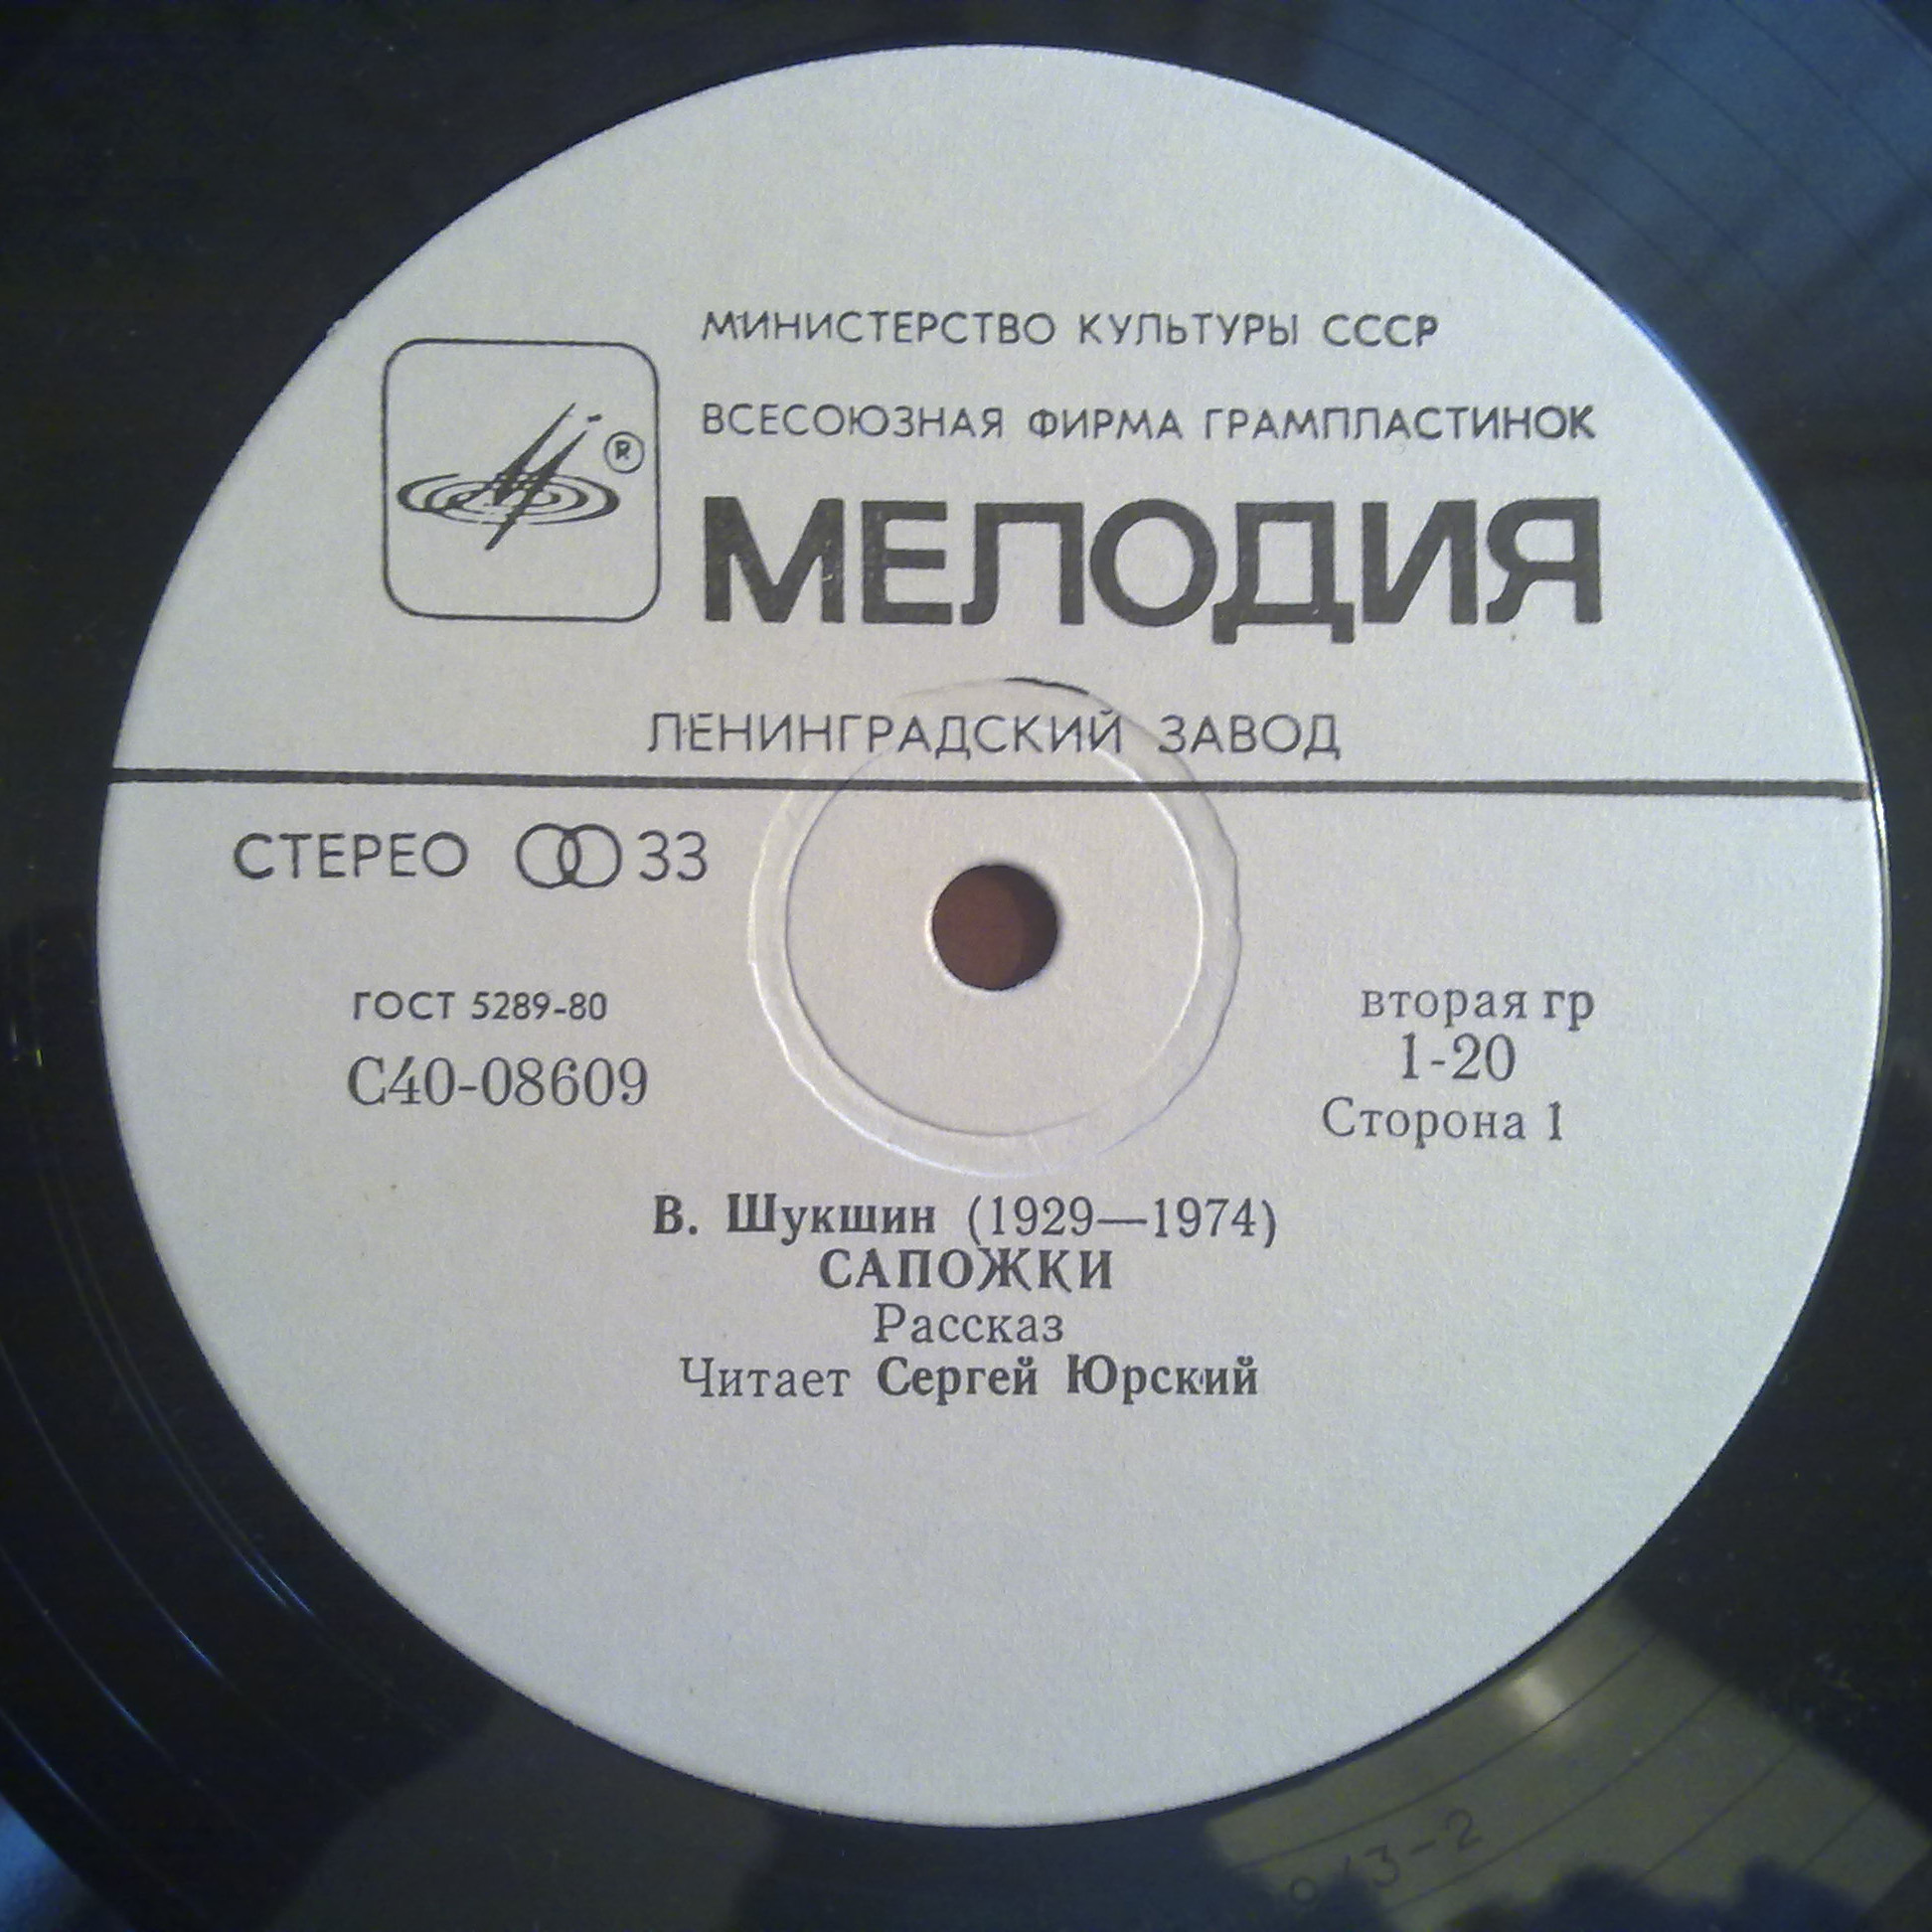 МИНИСТЕРСТВО КУЛЬТУРЫ СССР
ВСЕСОЮЗНАЯ ФИРМА ГРАМПЛАСТИНОК
®
МЕЛОДИЯ
ЛЕНИНГРАДСКИЙ ЗАВОД
СТЕРЕО 33
ГОСТ 5289-80
С40-08609
вторая гр
1-20
Сторона 1
В. Шукшин (1929—1974)
САПОЖКИ
Рассказ
Читает Сергей Юрский